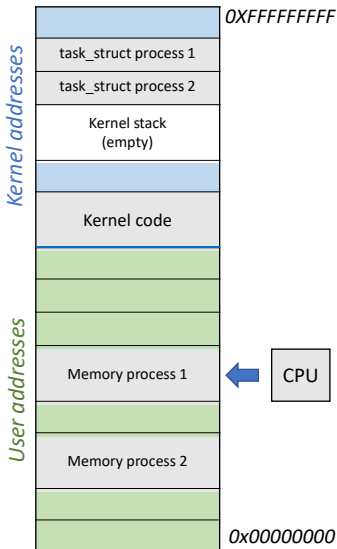 0XFFFFFFFFF
Kernel addresses
task_struct process 1
task_struct process 2
Kernel stack
(empty)
Kernel code
User addresses
Memory process 1
CPU
Memory process 2
0x00000000